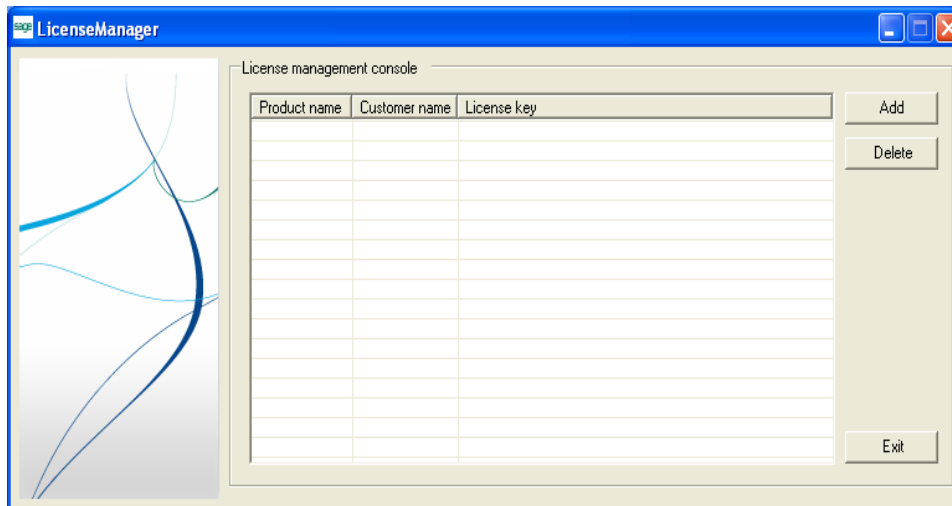 sage LicenseManager
License management console
Product name Customer name License key
Add
Delete
Exit